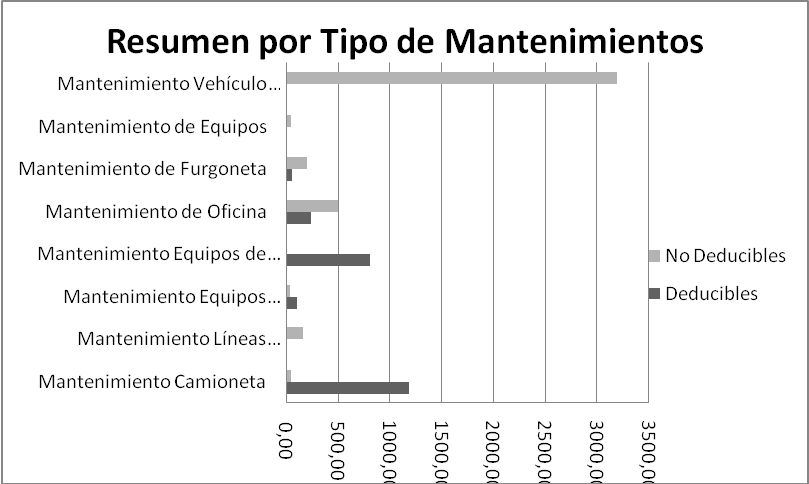 Resumen por Tipo de Mantenimientos
Mantenimiento Vehículo...
Mantenimiento de Equipos
Mantenimiento de Furgoneta
Mantenimiento de Oficina
Mantenimiento Equipos de...
Mantenimiento Equipos...
Mantenimiento Líneas...
Mantenimiento Camioneta
No Deducibles
Deducibles
0,00
500,00
1000,00
1500,00
2000,00
2500,00
3000,00
3500,00